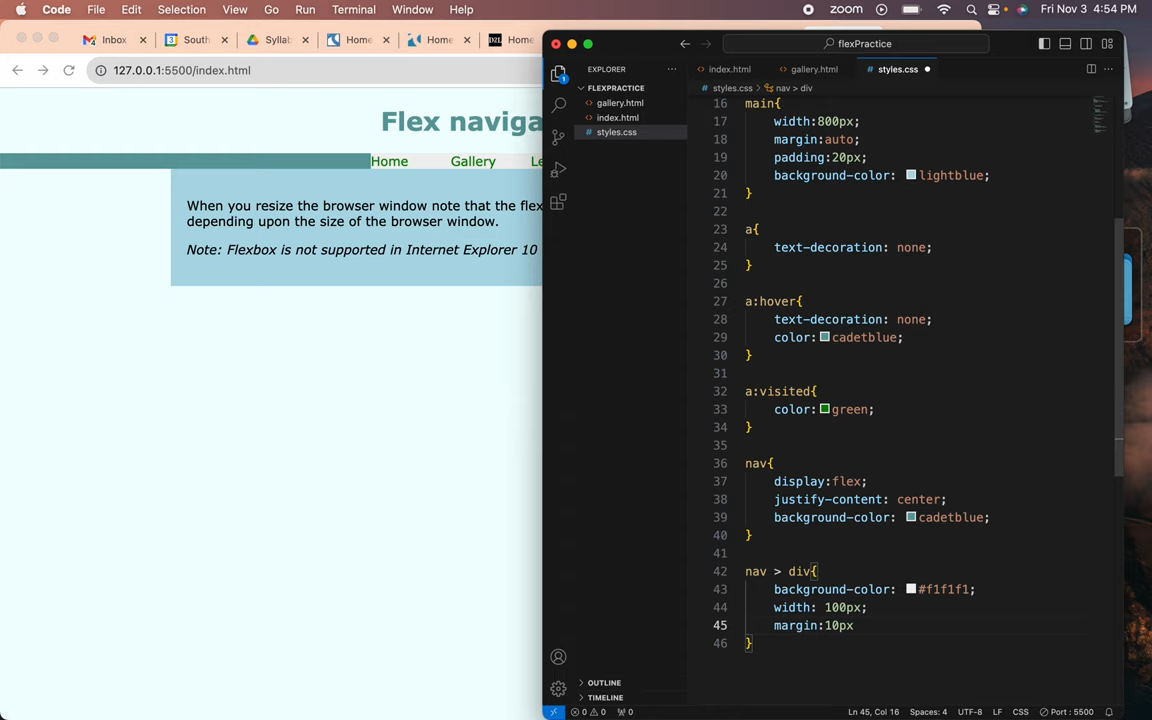 Code File Edit Selection View Go Run Terminal Window Help zoom Fri Nov 3 4:54 PM
Inbox South Syllab Home Home D2L Home
127.0.0.1:5500/index.html
flexPractice
EXPLORER
index.html gallery.html # styles.css
FLEXPRACTICE
# styles.css > nav > div
gallery.html
index.html
# styles.css
Flex naviga
Home Gallery Le
When you resize the browser window note that the flex
depending upon the size of the browser window.
Note: Flexbox is not supported in Internet Explorer 10
16 main{
17 width:800px;
18 margin:auto;
19 padding:20px;
20 background-color: lightblue;
21 }
22
23 a{
24 text-decoration: none;
25 }
26
27 a:hover{
28 text-decoration: none;
29 color: cadetblue;
30 }
31
32 a:visited{
33 color: green;
34 }
35
36 nav{
37 display:flex;
38 justify-content: center;
39 background-color: cadetblue;
40 }
41
42 nav > div{
43 background-color: #f1f1f1;
44 width: 100px;
45 margin:10px
46 }
OUTLINE
TIMELINE
0 0 0 Ln 45, Col 16 Spaces: 4 UTF-8 LF CSS Port : 5500